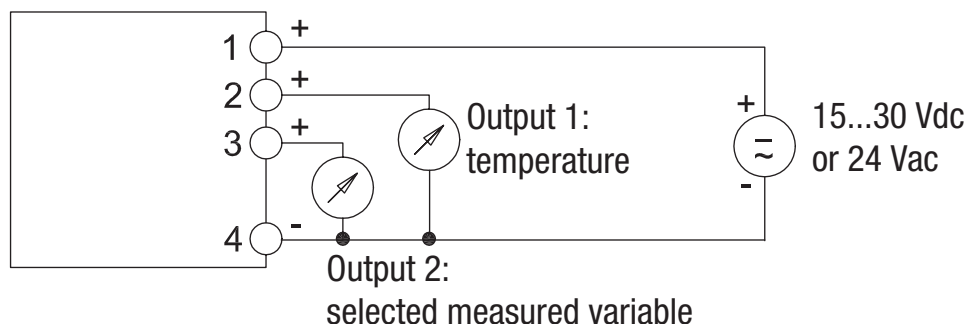 1 +
2 +
3 +
4 -
Output 1:
temperature
Output 2:
selected measured variable
+
-
15...30 Vdc
or 24 Vac